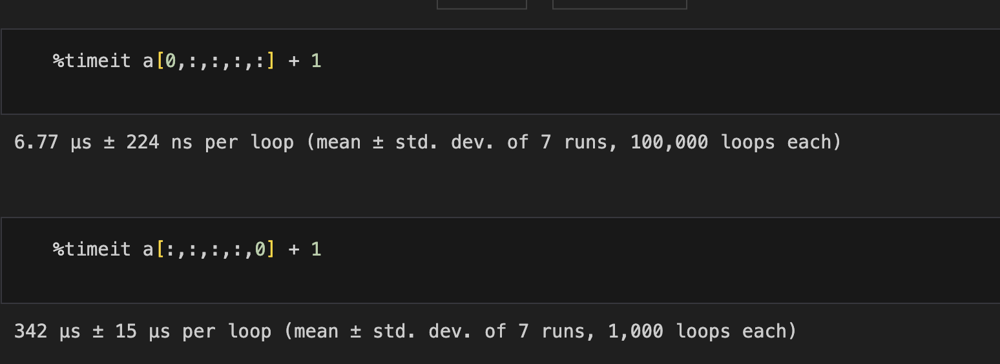 %timeit a[0,:,:,:,:] + 1
6.77 µs ± 224 ns per loop (mean ± std. dev. of 7 runs, 100,000 loops each)
%timeit a[:,:,:,:,0] + 1
342 µs ± 15 µs per loop (mean ± std. dev. of 7 runs, 1,000 loops each)